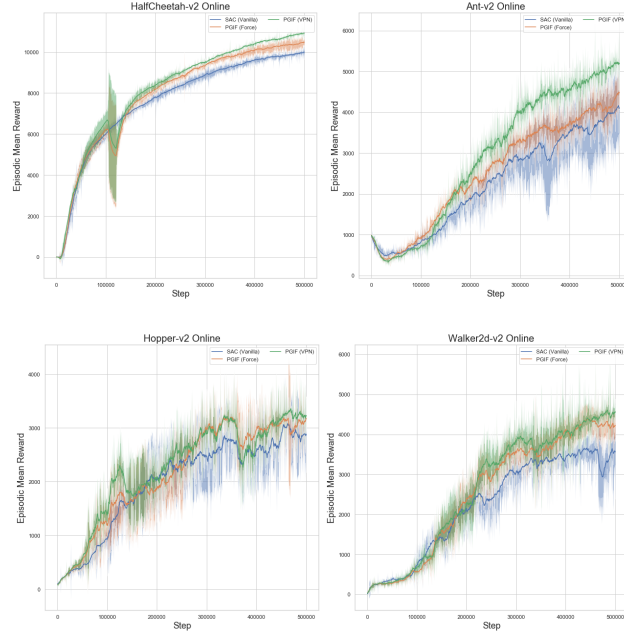 HalfCheetah-v2 Online
SAC (Vanilla)
PGIF (VPN)
PGIF (Force)
Episodic Mean Reward
10000
8000
6000
4000
2000
0
0
100000
200000
300000
400000
500000
Step
Ant-v2 Online
SAC (Vanilla)
PGIF (VPN)
PGIF (Force)
Episodic Mean Reward
6000
5000
4000
3000
2000
1000
0
0
100000
200000
300000
400000
500000
Step
Hopper-v2 Online
SAC (Vanilla)
PGIF (VPN)
PGIF (Force)
Episodic Mean Reward
4000
3000
2000
1000
0
0
100000
200000
300000
400000
500000
Step
Walker2d-v2 Online
SAC (Vanilla)
PGIF (VPN)
PGIF (Force)
Episodic Mean Reward
6000
5000
4000
3000
2000
1000
0
0
100000
200000
300000
400000
500000
Step